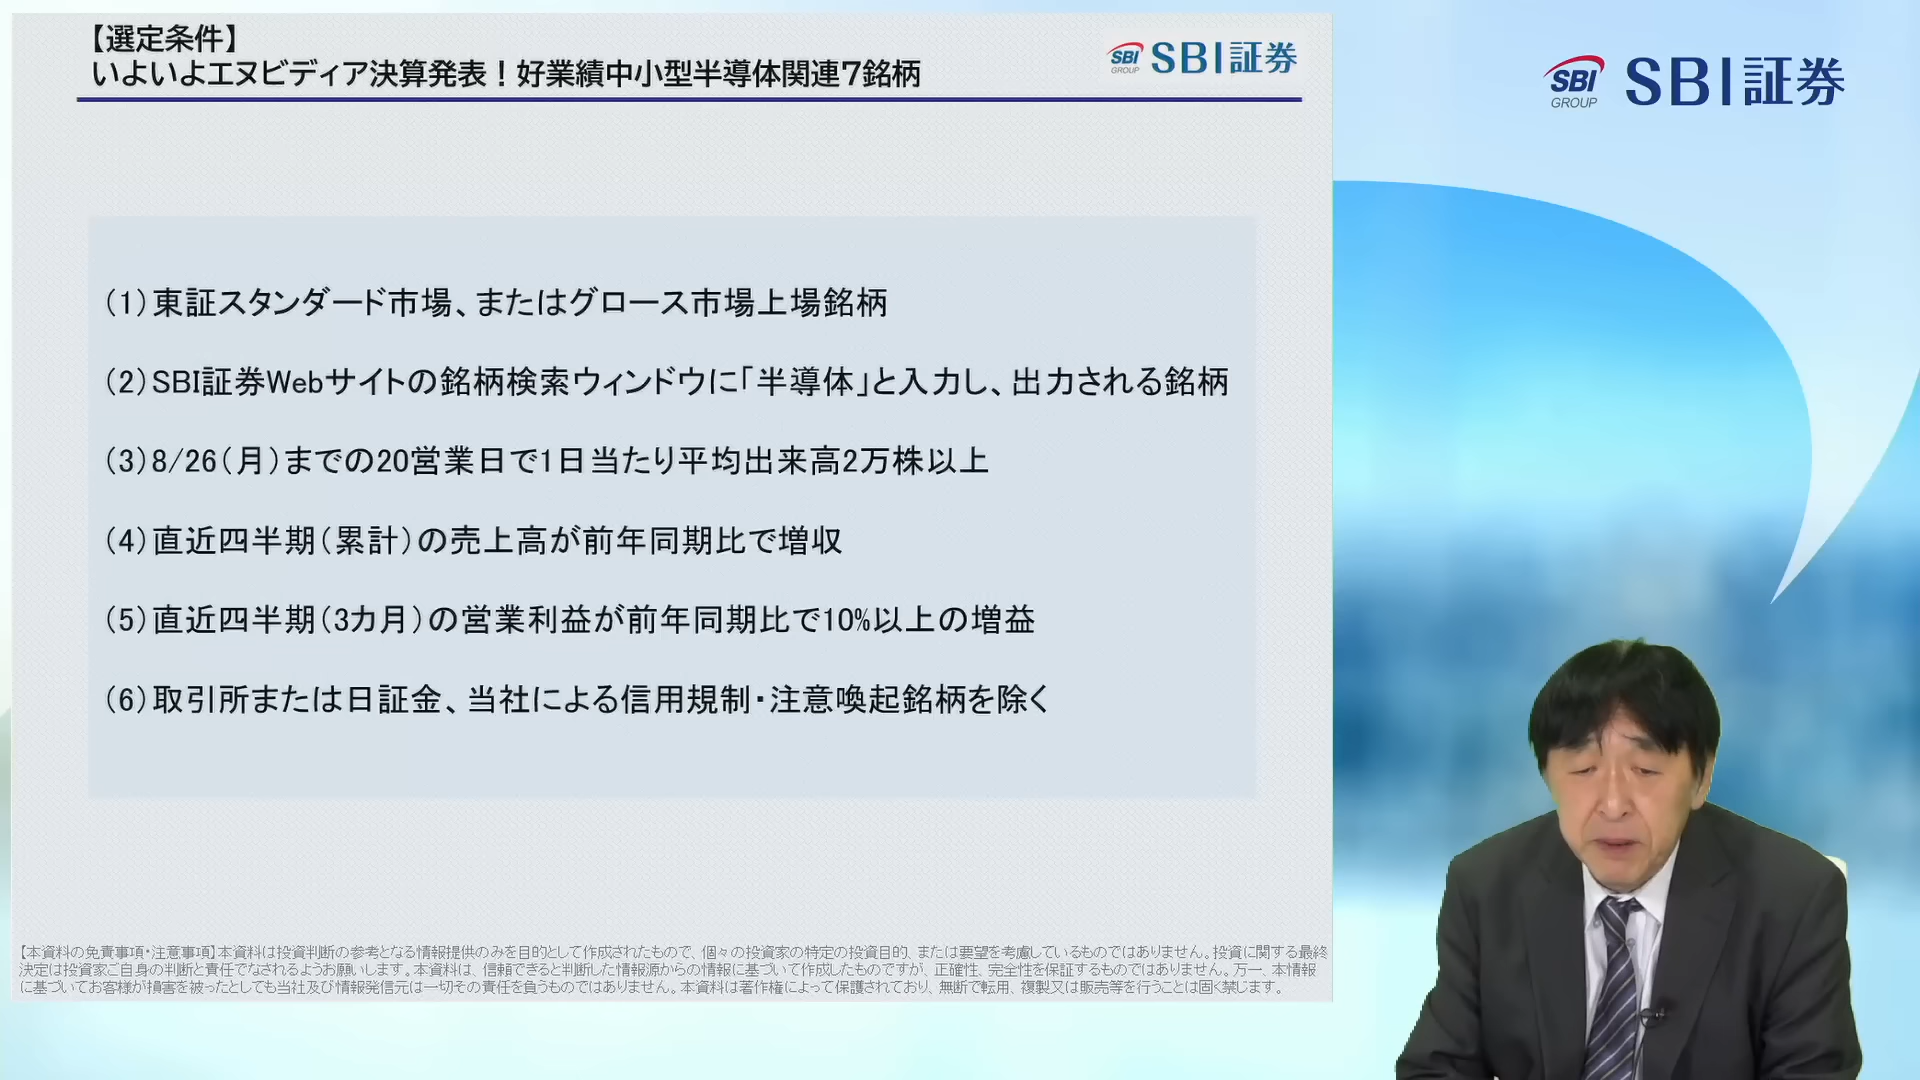 【選定条件】
いよいよエヌビディア決算発表！好業績中小型半導体関連7銘柄
SBI GROUP SBI証券
SBI GROUP SBI証券
(1)東証スタンダード市場、またはグロース市場上場銘柄
(2)SBI証券Webサイトの銘柄検索ウィンドウに「半導体」と入力し、出力される銘柄
(3)8/26(月)までの20営業日で1日当たり平均出来高2万株以上
(4)直近四半期(累計)の売上高が前年同期比で増収
(5)直近四半期(3カ月)の営業利益が前年同期比で10%以上の増益
(6)取引所または日証金、当社による信用規制・注意喚起銘柄を除く
【本資料の免責事項・注意事項】本資料は投資判断の参考となる情報提供のみを目的として作成されたもので、個々の投資家の特定の投資目的、または要望を考慮しているものではありません。投資に関する最終
決定は投資家ご自身の判断と責任でなされるようお願いします。本資料は、信頼できると判断した情報源からの情報に基づいて作成したものですが、正確性、完全性を保証するものではありません。万一、本情報
に基づいてお客様が損害を被ったとしても当社及び情報発信元は一切その責任を負うものではありません。本資料は著作権によって保護されており、無断で転用、複製又は販売等を行うことは固く禁じます。